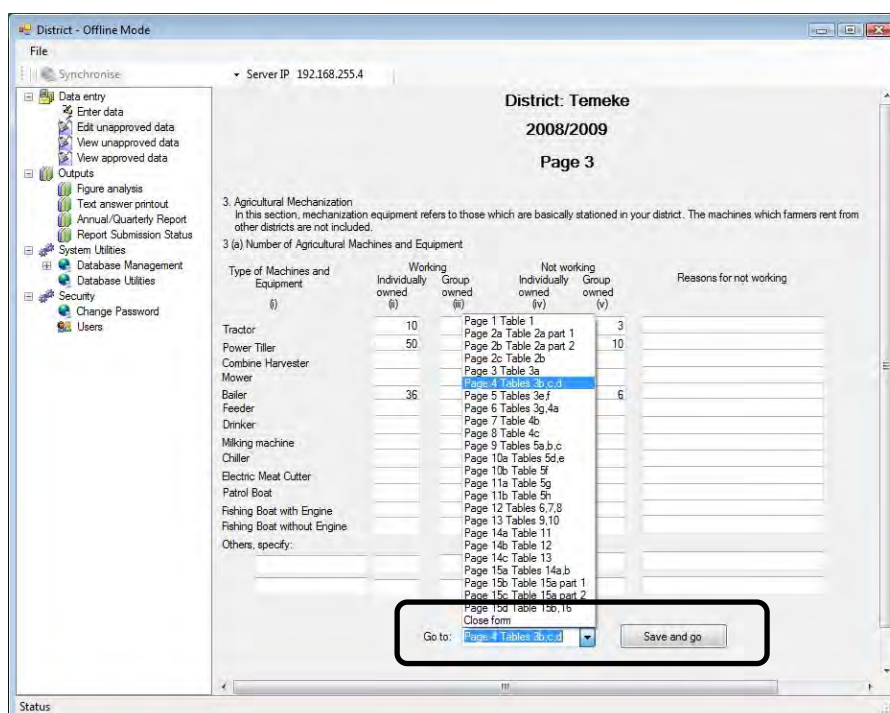 District - Offline Mode
File
Synchronise
Server IP 192.168.255.4
Data entry
Enter data
Edit unapproved data
View unapproved data
View approved data
Outputs
Figure analysis
Text answer printout
Annual/Quarterly Report
Report Submission Status
System Utilities
Database Management
Database Utilities
Security
Change Password
Users
District: Temeke
2008/2009
Page 3
3. Agricultural Mechanization
In this section, mechanization equipment refers to those which are basically stationed in your district. The machines which farmers rent from
other districts are not included.
3 (a) Number of Agricultural Machines and Equipment
Type of Machines and Equipment (i)
Working
Individually owned (ii)
Group owned (iii)
Not working
Individually owned (iv)
Group owned (v)
Reasons for not working
Tractor 10 3
Power Tiller 50 10
Combine Harvester
Mower
Bailer 36 6
Feeder
Drinker
Milking machine
Chiller
Electric Meat Cutter
Patrol Boat
Fishing Boat with Engine
Fishing Boat without Engine
Others, specify:
Page 1 Table 1
Page 2a Table 2a part 1
Page 2b Table 2a part 2
Page 2c Table 2b
Page 3 Table 3a
Page 4 Tables 3b,c,d
Page 5 Tables 3e,f
Page 6 Tables 3g,4a
Page 7 Table 4b
Page 8 Table 4c
Page 9 Tables 5a,b,c
Page 10a Tables 5d,e
Page 10b Table 5f
Page 11a Table 5g
Page 11b Table 5h
Page 12 Tables 6,7,8
Page 13 Tables 9,10
Page 14a Table 11
Page 14b Table 12
Page 14c Table 13
Page 15a Tables 14a,b
Page 15b Table 15a part 1
Page 15c Table 15a part 2
Page 15d Table 15b,16
Close form
Go to: Page 4 Tables 3b,c,d Save and go
Status